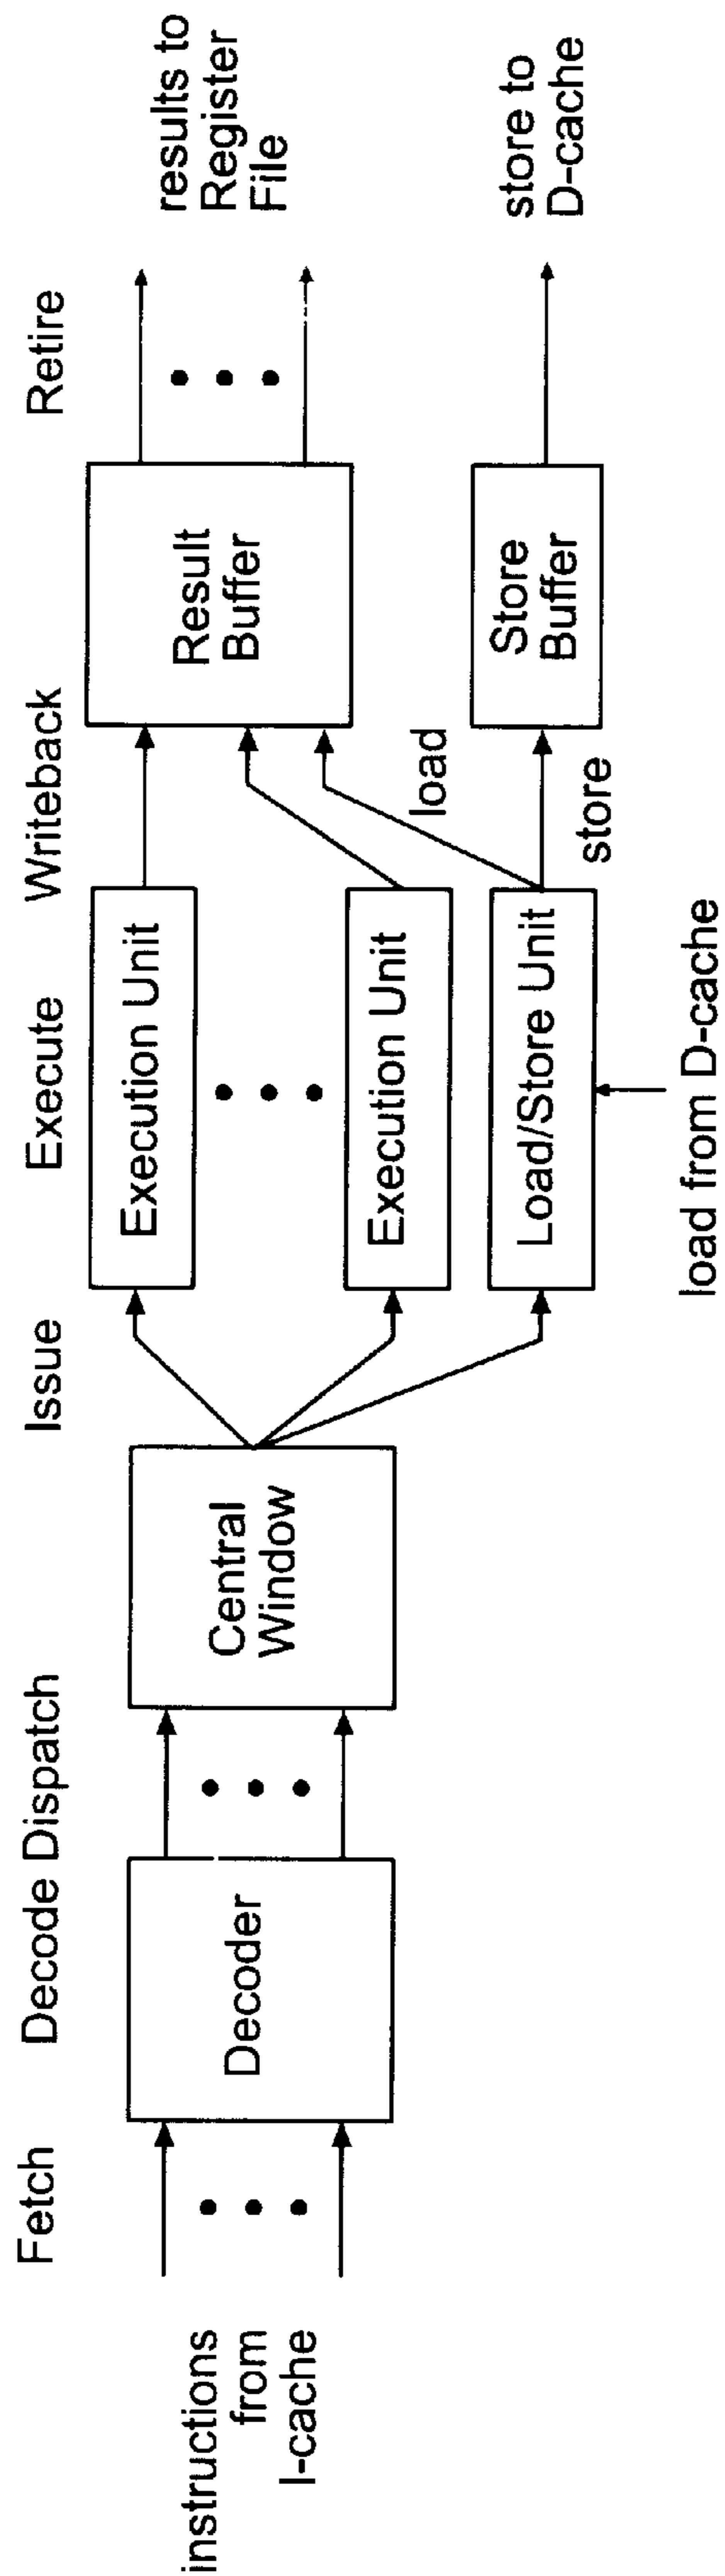 Fetch
Decode
Dispatch
Issue
Execute
Writeback
Retire
instructions
from
I-cache
Decoder
Central
Window
Execution Unit
Execution Unit
Load/Store Unit
load from D-cache
load
store
Result
Buffer
Store
Buffer
results to
Register
File
store to
D-cache